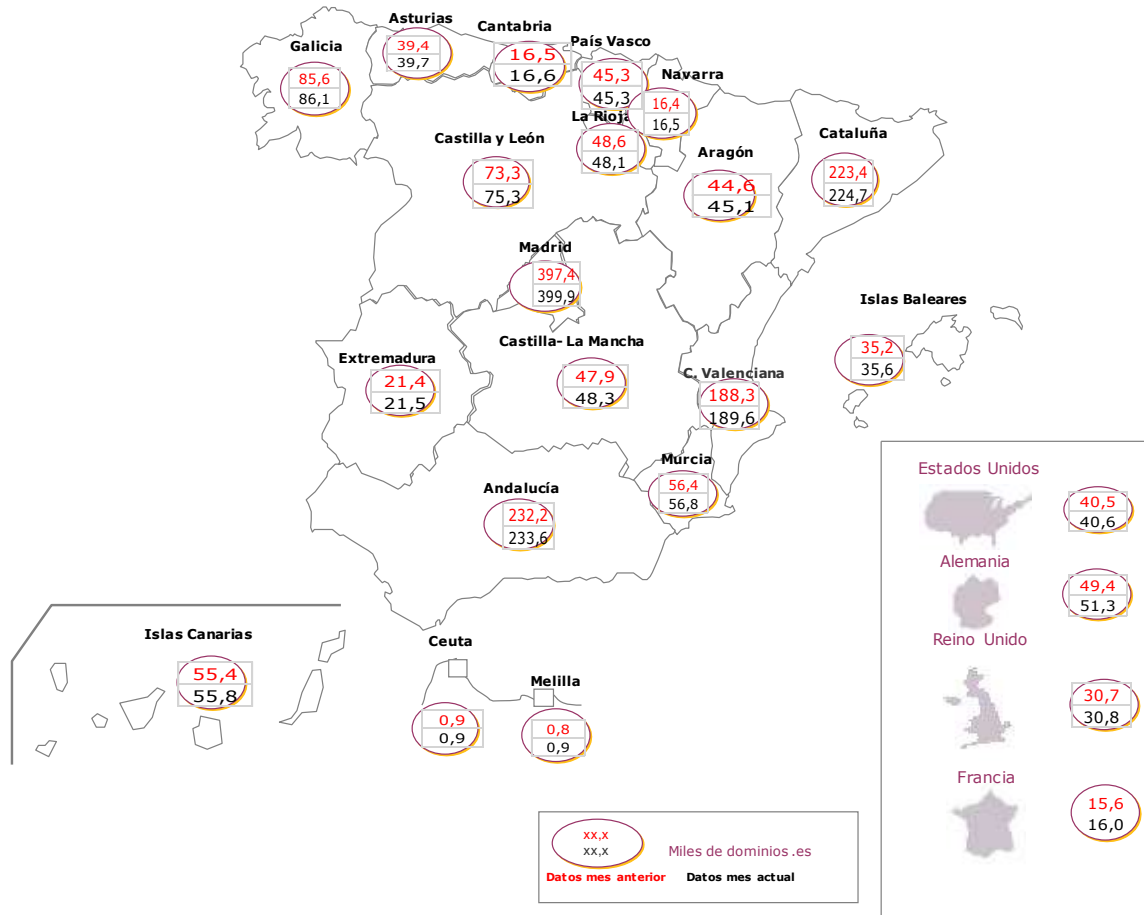 Asturias
39,4
39,7
Cantabria
16,5
16,6
País Vasco
45,3
45,3
Galicia
85,6
86,1
Navarra
16,4
16,5
La Rioja
48,6
48,1
Castilla y León
73,3
75,3
Aragón
44,6
45,1
Cataluña
223,4
224,7
Madrid
397,4
399,9
Islas Baleares
35,2
35,6
Extremadura
21,4
21,5
Castilla- La Mancha
47,9
48,3
C. Valenciana
188,3
189,6
Murcia
56,4
56,8
Andalucía
232,2
233,6
Islas Canarias
55,4
55,8
Ceuta
0,9
0,9
Melilla
0,8
0,9
Estados Unidos
40,5
40,6
Alemania
49,4
51,3
Reino Unido
30,7
30,8
Francia
15,6
16,0
xx,x
xx,x
Miles de dominios .es
Datos mes anterior Datos mes actual